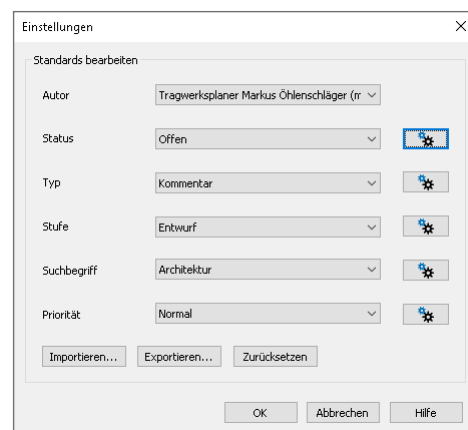 Einstellungen
Standards bearbeiten
Autor
Tragwerksplaner Markus Öhlenschläger (m
Status
Offen
Typ
Kommentar
Stufe
Entwurf
Suchbegriff
Architektur
Priorität
Normal
Importieren... Exportieren... Zurücksetzen
OK Abbrechen Hilfe